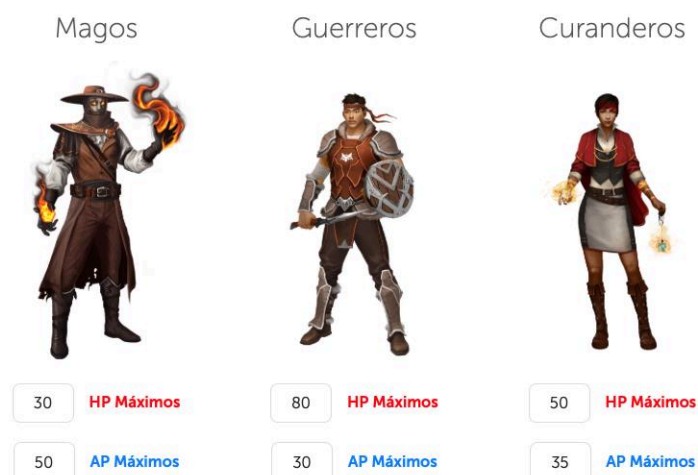 Magos Guerreros Curanderos
30 HP Máximos 80 HP Máximos 50 HP Máximos
50 AP Máximos 30 AP Máximos 35 AP Máximos